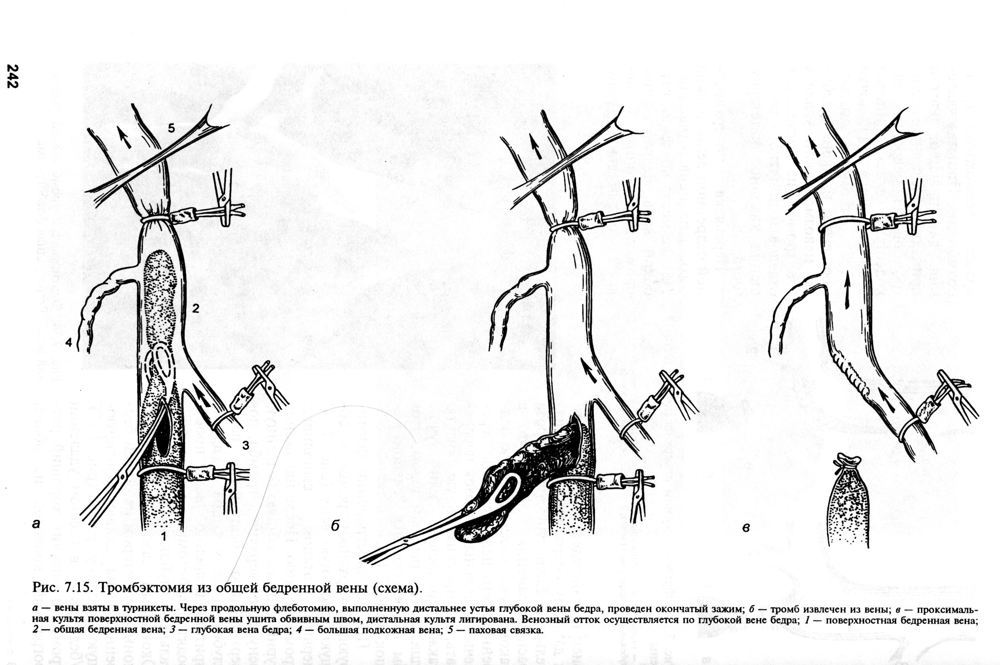 242
5
2
4
3
1
а
б
в
Рис. 7.15. Тромбэктомия из общей бедренной вены (схема).
а — вены взяты в турникеты. Через продольную флеботомию, выполненную дистальнее устья глубокой вены бедра, проведен окончатый зажим; б — тромб извлечен из вены; в — проксималь-
ная культя поверхностной бедренной вены ушита обвивным швом, дистальная культя лигирована. Венозный отток осуществляется по глубокой вене бедра; 1 — поверхностная бедренная вена;
2 — общая бедренная вена; 3 — глубокая вена бедра; 4 — большая подкожная вена; 5 — паховая связка.